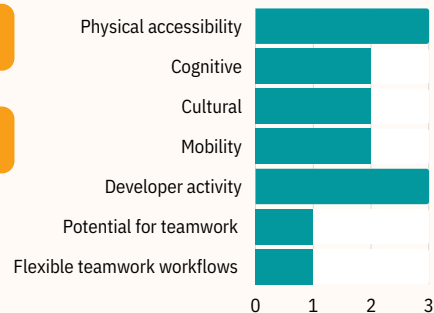 Physical accessibility
Cognitive
Cultural
Mobility
Developer activity
Potential for teamwork
Flexible teamwork workflows
0 1 2 3